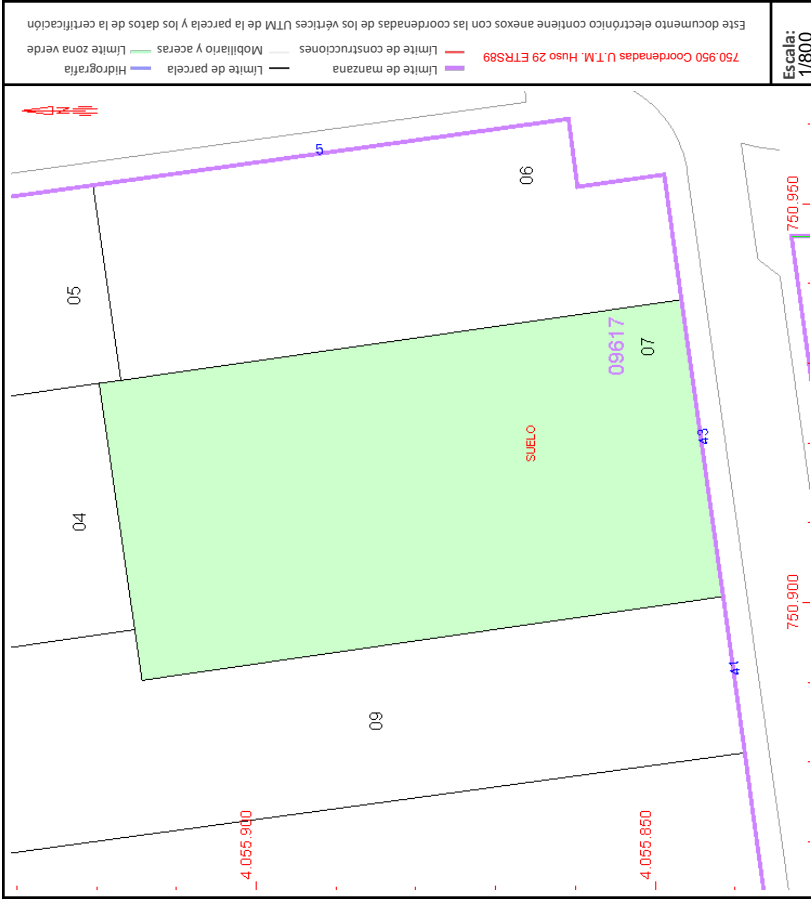 Este documento electrónico contiene anexos con las coordenadas de los vértices UTM de la parcela y los datos de la certificación
750.950 Coordenadas U.T.M. Huso 29 ETRS89
Límite de manzana
Límite de construcciones
Límite de parcela
Mobiliario y aceras
Hidrografía
Límite zona verde
Escala:
1/800
5
06
05
750.950
09617
07
SUELO
43
04
750.900
41
09
4.055.900
4.055.850